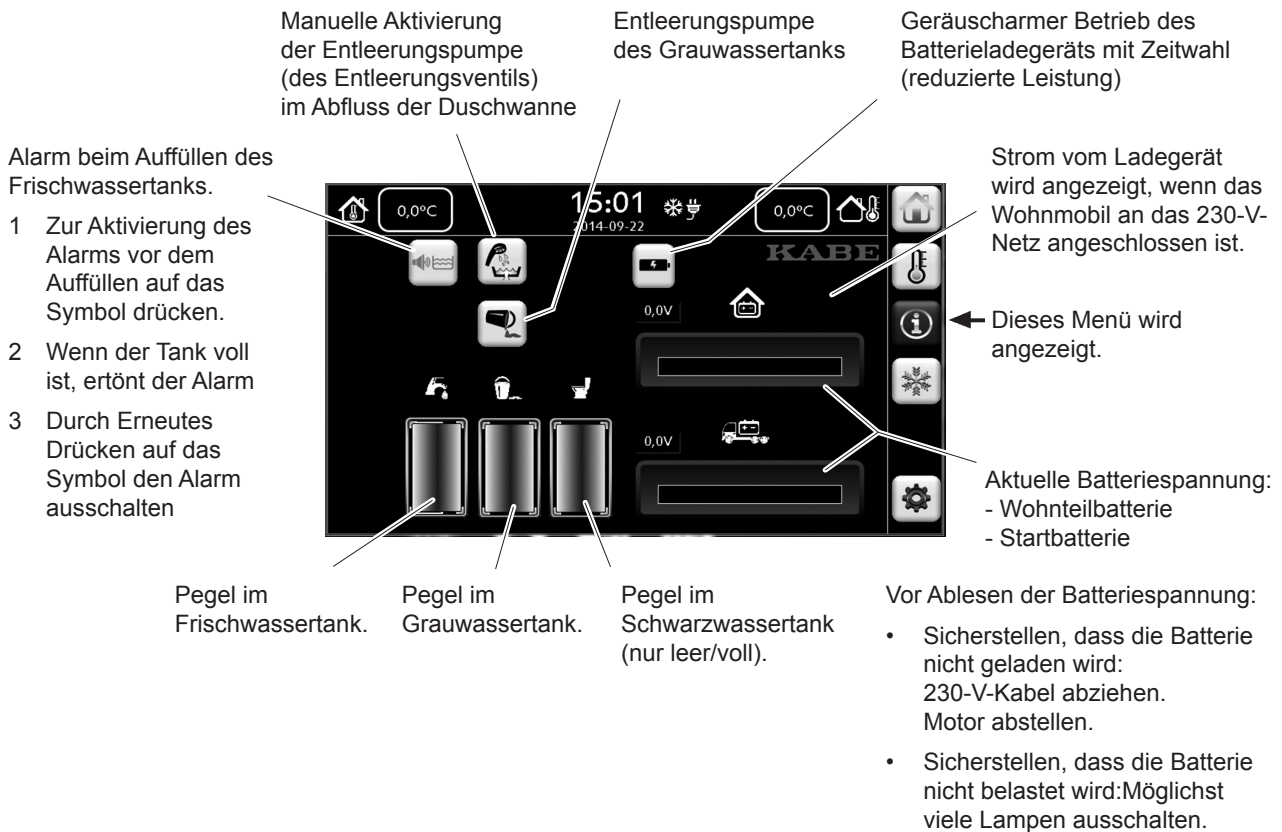 Manuelle Aktivierung
der Entleerungspumpe
(des Entleerungsventils)
im Abfluss der Duschwanne
Entleerungspumpe
des Grauwassertanks
Geräuscharmer Betrieb des
Batterieladegeräts mit Zeitwahl
(reduzierte Leistung)
Alarm beim Auffüllen des
Frischwassertanks.
1 Zur Aktivierung des
Alarms vor dem
Auffüllen auf das
Symbol drücken.
2 Wenn der Tank voll
ist, ertönt der Alarm
3 Durch Erneutes
Drücken auf das
Symbol den Alarm
ausschalten
0,0°C
15:01
2014-09-22
0,0°C
KABE
0,0V
0,0V
Strom vom Ladegerät
wird angezeigt, wenn das
Wohnmobil an das 230-V-
Netz angeschlossen ist.
Dieses Menü wird
angezeigt.
Aktuelle Batteriespannung:
- Wohnteilbatterie
- Startbatterie
Pegel im
Frischwassertank.
Pegel im
Grauwassertank.
Pegel im
Schwarzwassertank
(nur leer/voll).
Vor Ablesen der Batteriespannung:
• Sicherstellen, dass die Batterie
nicht geladen wird:
230-V-Kabel abziehen.
Motor abstellen.
• Sicherstellen, dass die Batterie
nicht belastet wird:Möglichst
viele Lampen ausschalten.